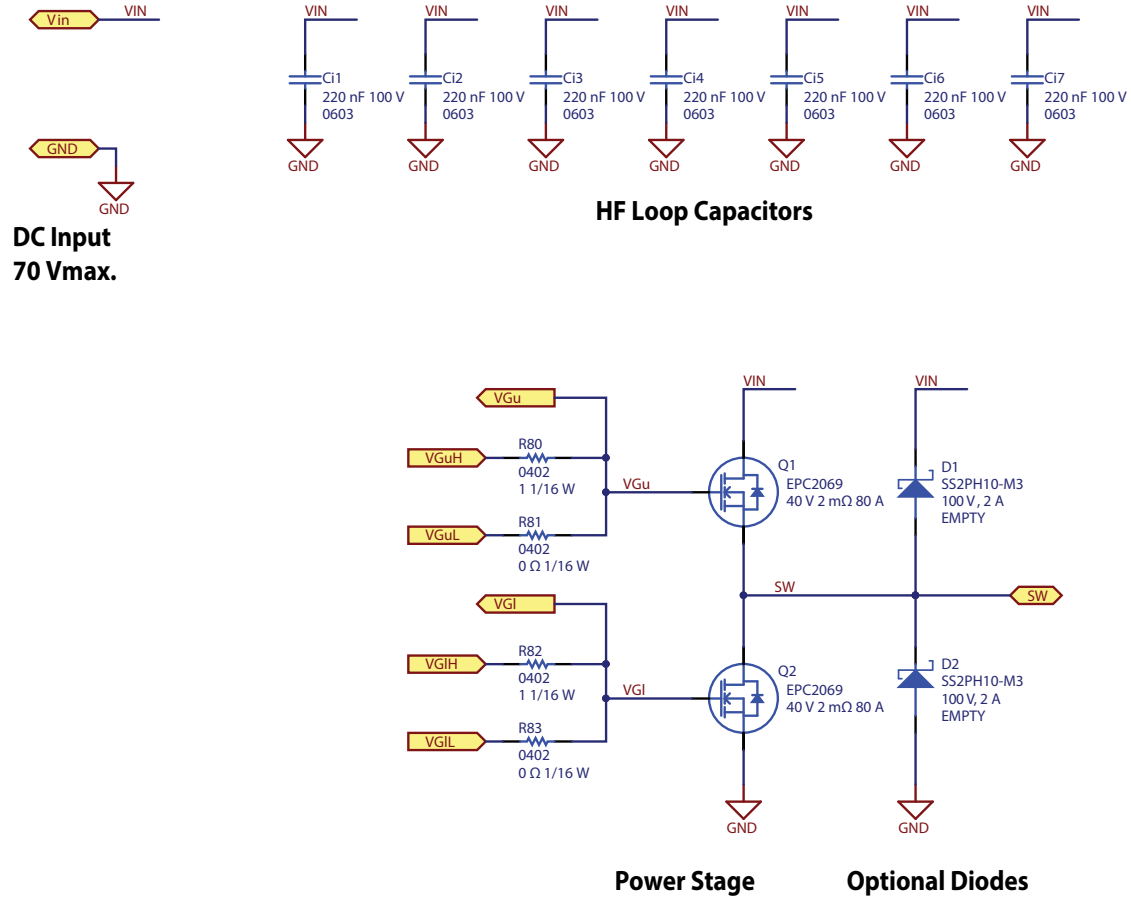 Vin
VIN
GND
GND
DC Input
70 Vmax.
VIN
Ci1
220 nF 100 V
0603
GND
VIN
Ci2
220 nF 100 V
0603
GND
VIN
Ci3
220 nF 100 V
0603
GND
VIN
Ci4
220 nF 100 V
0603
GND
VIN
Ci5
220 nF 100 V
0603
GND
VIN
Ci6
220 nF 100 V
0603
GND
VIN
Ci7
220 nF 100 V
0603
GND
HF Loop Capacitors
VGu
VGuH
R80
0402
1 1/16 W
VGuL
R81
0402
0 Ω 1/16 W
VGu
VIN
Q1
EPC2069
40 V 2 mΩ 80 A
VIN
D1
SS2PH10-M3
100 V, 2 A
EMPTY
SW
SW
VGl
VGlH
R82
0402
1 1/16 W
VGlL
R83
0402
0 Ω 1/16 W
VGl
Q2
EPC2069
40 V 2 mΩ 80 A
GND
D2
SS2PH10-M3
100 V, 2 A
EMPTY
GND
Power Stage
Optional Diodes